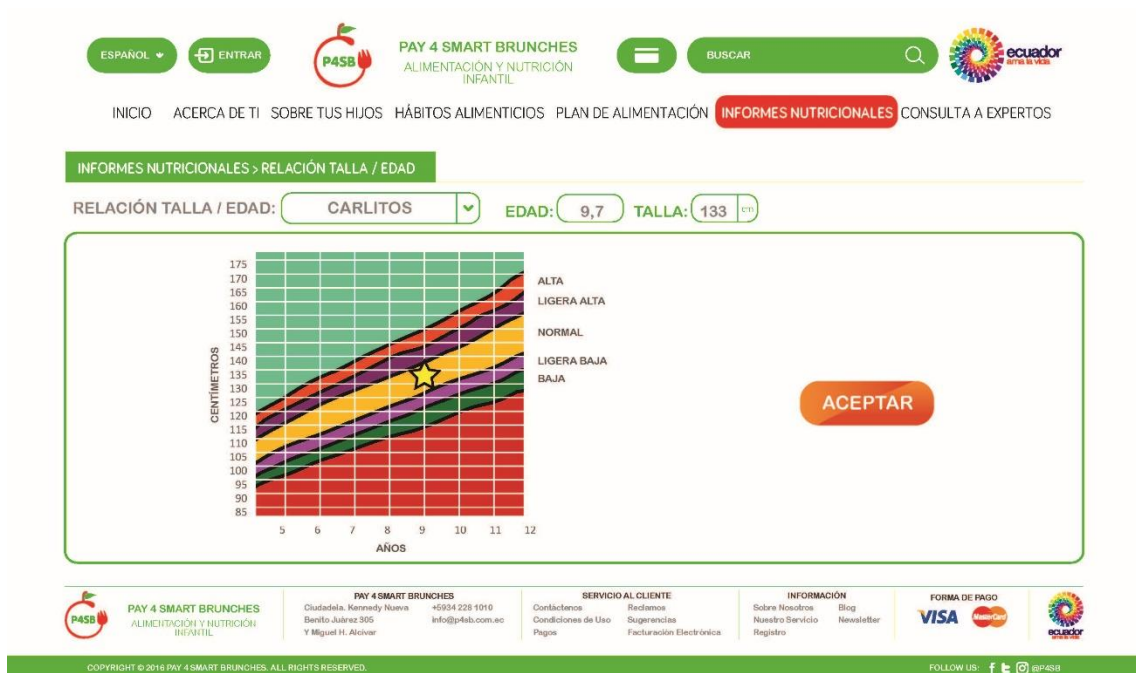 ESPAÑOL
ENTRAR
P4SB
PAY 4 SMART BRUNCHES
ALIMENTACIÓN Y NUTRICIÓN
INFANTIL
BUSCAR
ecuador
ama la vida
INICIO ACERCA DE TI SOBRE TUS HIJOS HÁBITOS ALIMENTICIOS PLAN DE ALIMENTACIÓN INFORMES NUTRICIONALES CONSULTA A EXPERTOS
INFORMES NUTRICIONALES > RELACIÓN TALLA / EDAD
RELACIÓN TALLA / EDAD: CARLITOS EDAD: 9,7 TALLA: 133 cm
CENTÍMETROS
175
170
165
160
155
150
145
140
135
130
125
120
115
110
105
100
95
90
85
ALTA
LIGERA ALTA
NORMAL
LIGERA BAJA
BAJA
5 6 7 8 9 10 11 12
AÑOS
ACEPTAR
P4SB
PAY 4 SMART BRUNCHES
ALIMENTACIÓN Y NUTRICIÓN
INFANTIL
PAY 4 SMART BRUNCHES
Ciudadela. Kennedy Nueva +5934 228 1010
Benito Juárez 305 info@p4sb.com.ec
Y Miguel H. Alcivar
SERVICIO AL CLIENTE
Contáctenos Reclamos
Condiciones de Uso Sugerencias
Pagos Facturación Electrónica
INFORMACIÓN
Sobre Nosotros Blog
Nuestro Servicio Newsletter
Registro
FORMA DE PAGO
VISA MasterCard
ecuador
ama la vida
COPYRIGHT © 2016 PAY 4 SMART BRUNCHES. ALL RIGHTS RESERVED.
FOLLOW US: @P4SB